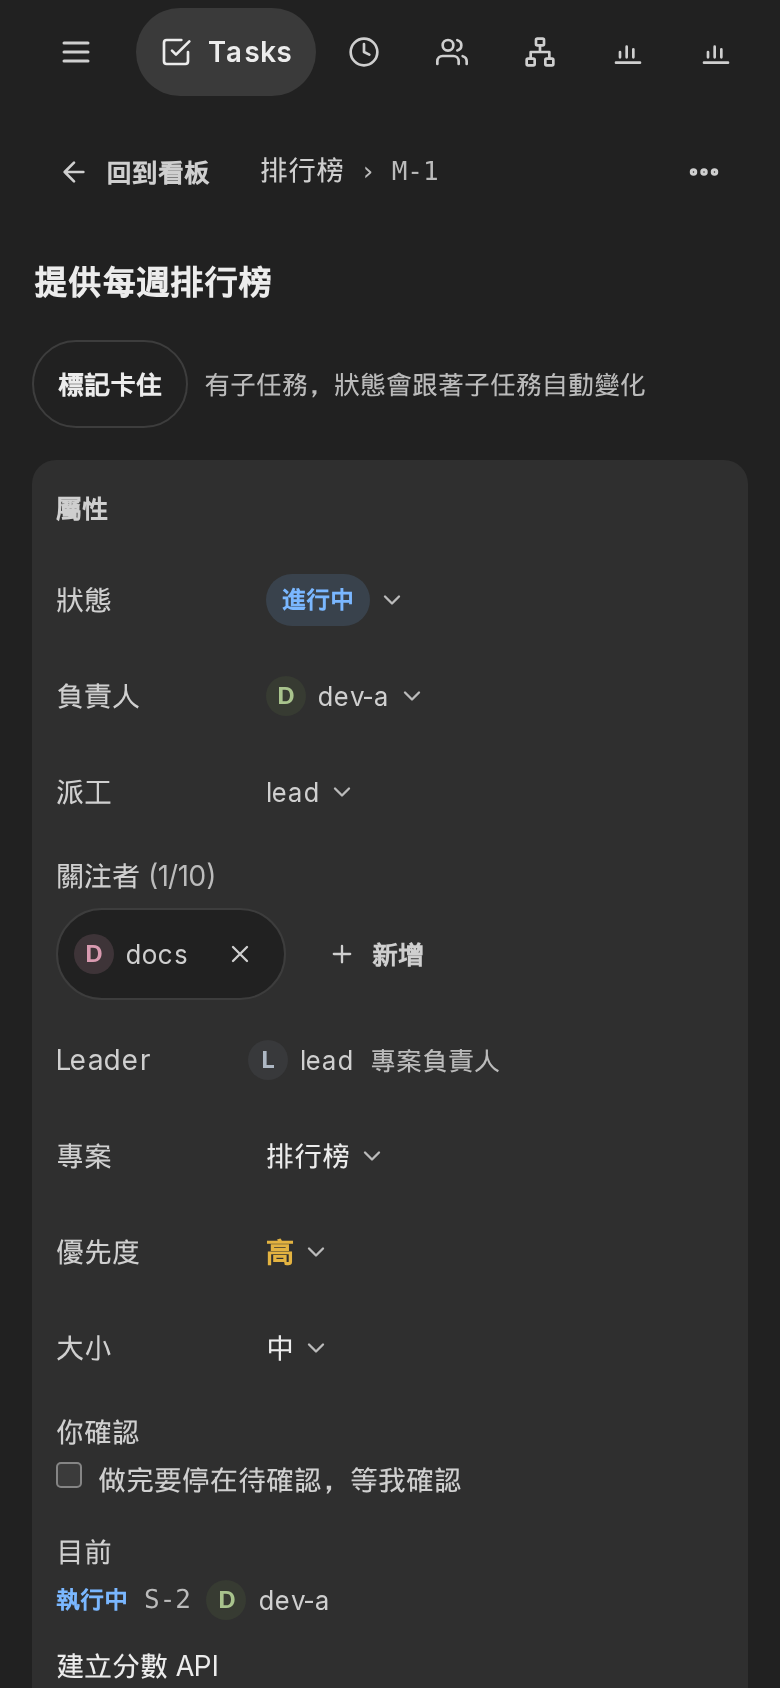 Tasks
回到看板 排行榜 › M-1
提供每週排行榜
標記卡住 有子任務，狀態會跟著子任務自動變化
屬性
狀態 進行中
負責人 D dev-a
派工 lead
關注者 (1/10)
D docs 新增
Leader L lead 專案負責人
專案 排行榜
優先度 高
大小 中
你確認
做完要停在待確認，等我確認
目前
執行中 S-2 D dev-a
建立分數 API